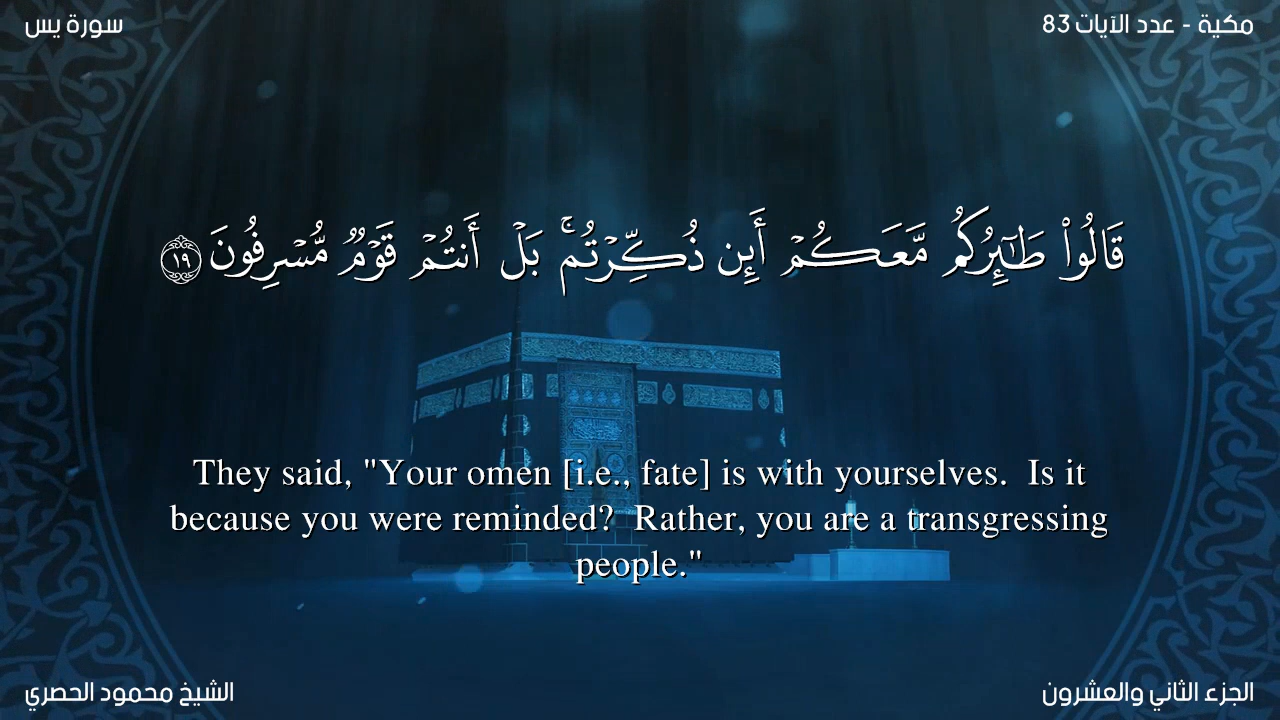 سورة يس
مكية - عدد الآيات 83
قَالُوا۟ طَـٰٓئِرُكُم مَّعَكُمْ أَئِن ذُكِّرْتُم ۚ بَلْ أَنتُمْ قَوْمٌ مُّسْرِفُونَ ١٩
They said, "Your omen [i.e., fate] is with yourselves.  Is it
because you were reminded?  Rather, you are a transgressing
people."
الشيخ محمود الحصري
الجزء الثاني والعشرون